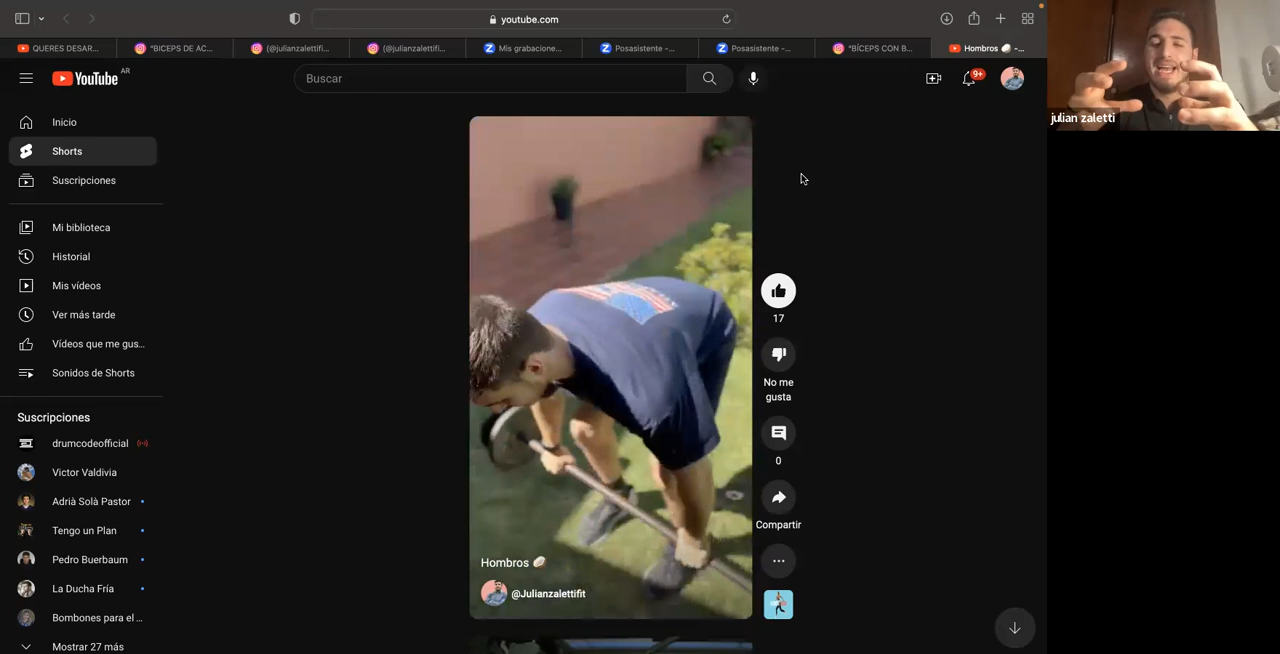 youtube.com
QUERES DESAR...
"BICEPS DE AC...
(@julianzalettifi...
(@julianzalettifi...
Mis grabacione...
Posasistente -...
Posasistente -...
"BÍCEPS CON B...
Hombros 🥥 -...
YouTube AR
Buscar
9+
julian zaletti
Inicio
Shorts
Suscripciones
Mi biblioteca
Historial
Mis vídeos
Ver más tarde
Vídeos que me gus...
Sonidos de Shorts
Suscripciones
drumcodeofficial
Victor Valdivia
Adrià Solà Pastor
Tengo un Plan
Pedro Buerbaum
La Ducha Fría
Bombones para el ...
Mostrar 27 más
17
No me
gusta
0
Compartir
Hombros 🥥
@Julianzalettifit